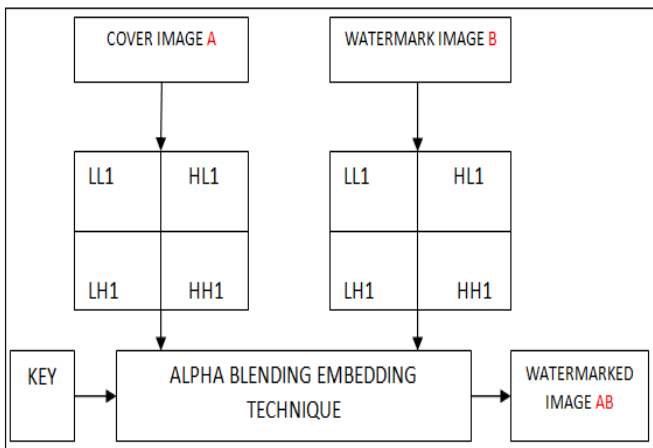 COVER IMAGE A
WATERMARK IMAGE B
LL1 HL1
LH1 HH1
LL1 HL1
LH1 HH1
KEY
ALPHA BLENDING EMBEDDING
TECHNIQUE
WATERMARKED
IMAGE AB